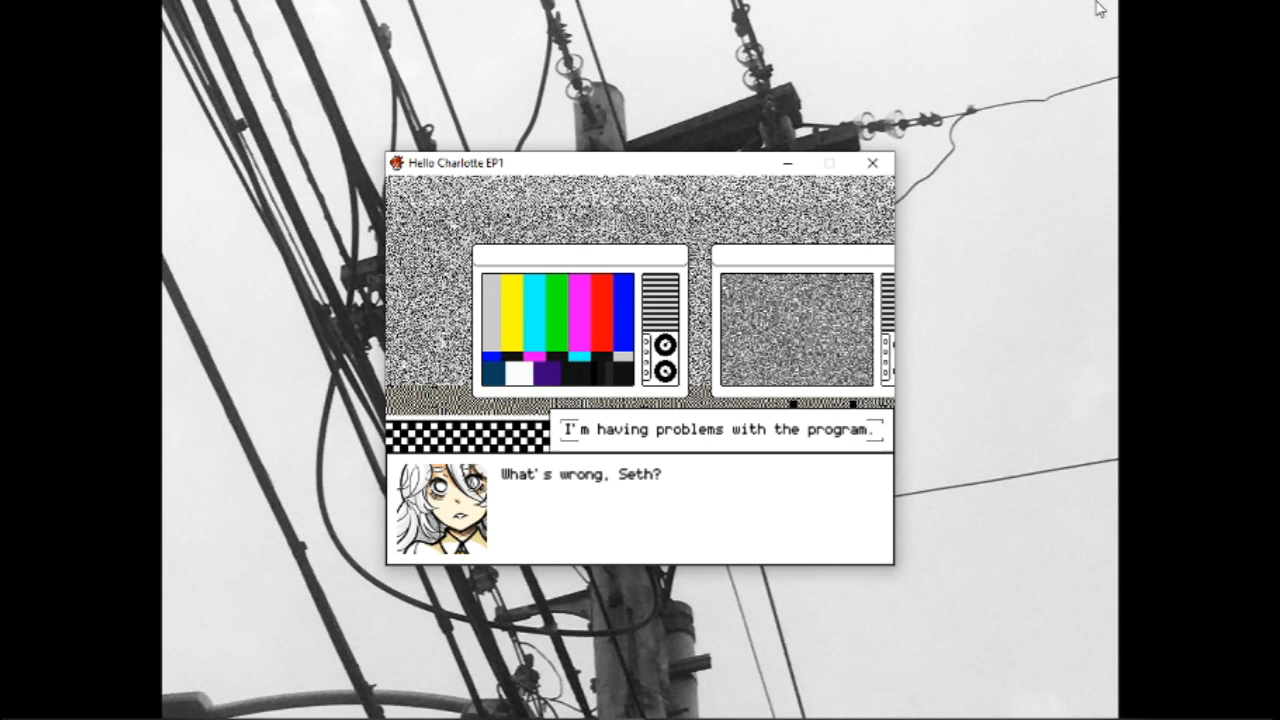 Hello Charlotte EP1
I'm having problems with the program.
What's wrong, Seth?